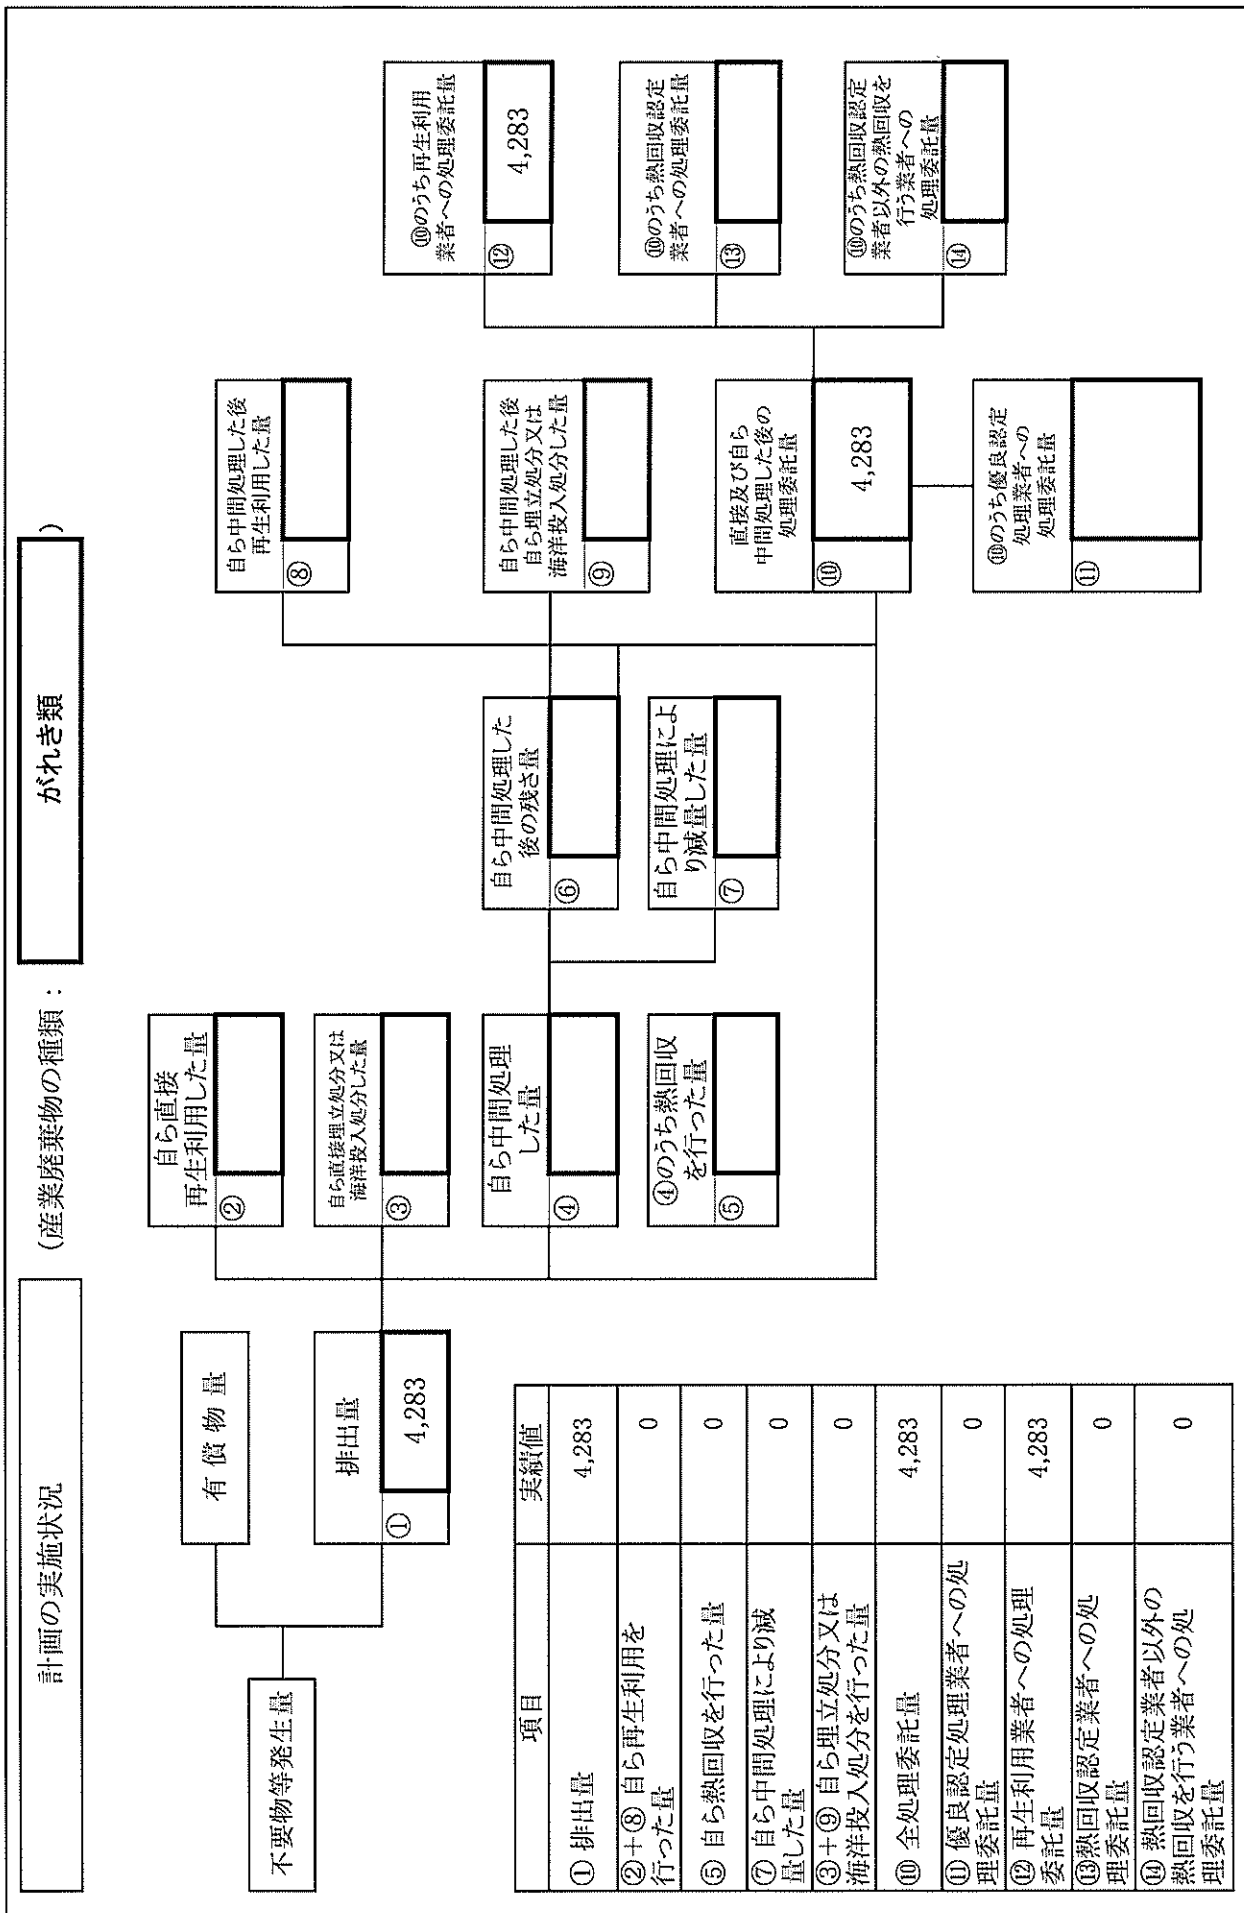 計画の実施状況
(産業廃棄物の種類：
がれき類
)
不要物等発生量
有 償 物 量
排出量
①
4,283
自ら直接
再生利用した量
②
自ら直接埋立処分又は
海洋投入処分した量
③
自ら中間処理
した量
④
④のうち熱回収
を行った量
⑤
自ら中間処理した
後の残さ量
⑥
自ら中間処理によ
り減量した量
⑦
自ら中間処理した後
再生利用した量
⑧
自ら中間処理した後
自ら埋立処分又は
海洋投入処分した量
⑨
直接及び自ら
中間処理した後の
処理委託量
⑩
4,283
⑩のうち優良認定
処理業者への
処理委託量
⑪
⑩のうち再生利用
業者への処理委託量
⑫
4,283
⑩のうち熱回収認定
業者への処理委託量
⑬
⑩のうち熱回収認定
業者以外の熱回収を
行う業者への
処理委託量
⑭
項目
実績値
① 排出量
4,283
②＋⑧ 自ら再生利用を
行った量
0
⑤ 自ら熱回収を行った量
0
⑦ 自ら中間処理により減
量した量
0
③＋⑨ 自ら埋立処分又は
海洋投入処分を行った量
0
⑩ 全処理委託量
4,283
⑪ 優良認定処理業者への処
理委託量
0
⑫ 再生利用業者への処理
委託量
4,283
⑬熱回収認定業者への処
理委託量
0
⑭ 熱回収認定業者以外の
熱回収を行う業者への処
理委託量
0